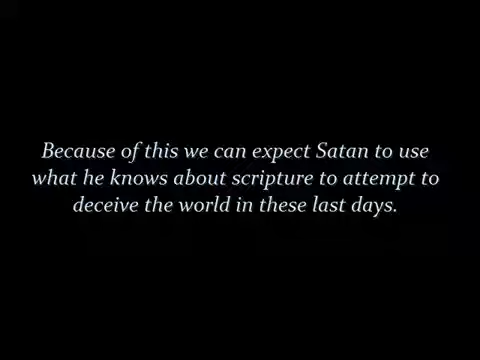 Because of this we can expect Satan to use
what he knows about scripture to attempt to
deceive the world in these last days.